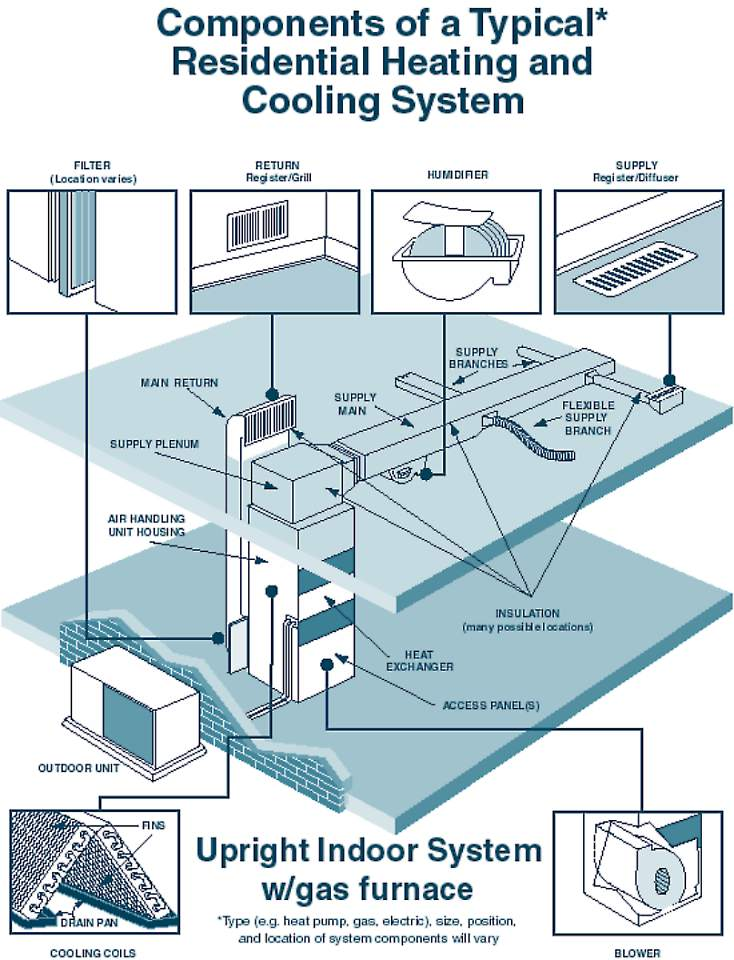 Components of a Typical*
Residential Heating and
Cooling System
FILTER
(Location varies)
RETURN
Register/Grill
HUMIDIFIER
SUPPLY
Register/Diffuser
MAIN RETURN
SUPPLY
BRANCHES
SUPPLY
MAIN
FLEXIBLE
SUPPLY
BRANCH
SUPPLY PLENUM
AIR HANDLING
UNIT HOUSING
INSULATION
(many possible locations)
HEAT
EXCHANGER
ACCESS PANEL(S)
OUTDOOR UNIT
FINS
DRAIN PAN
COOLING COILS
Upright Indoor System
w/gas furnace
*Type (e.g. heat pump, gas, electric), size, position,
and location of system components will vary
BLOWER